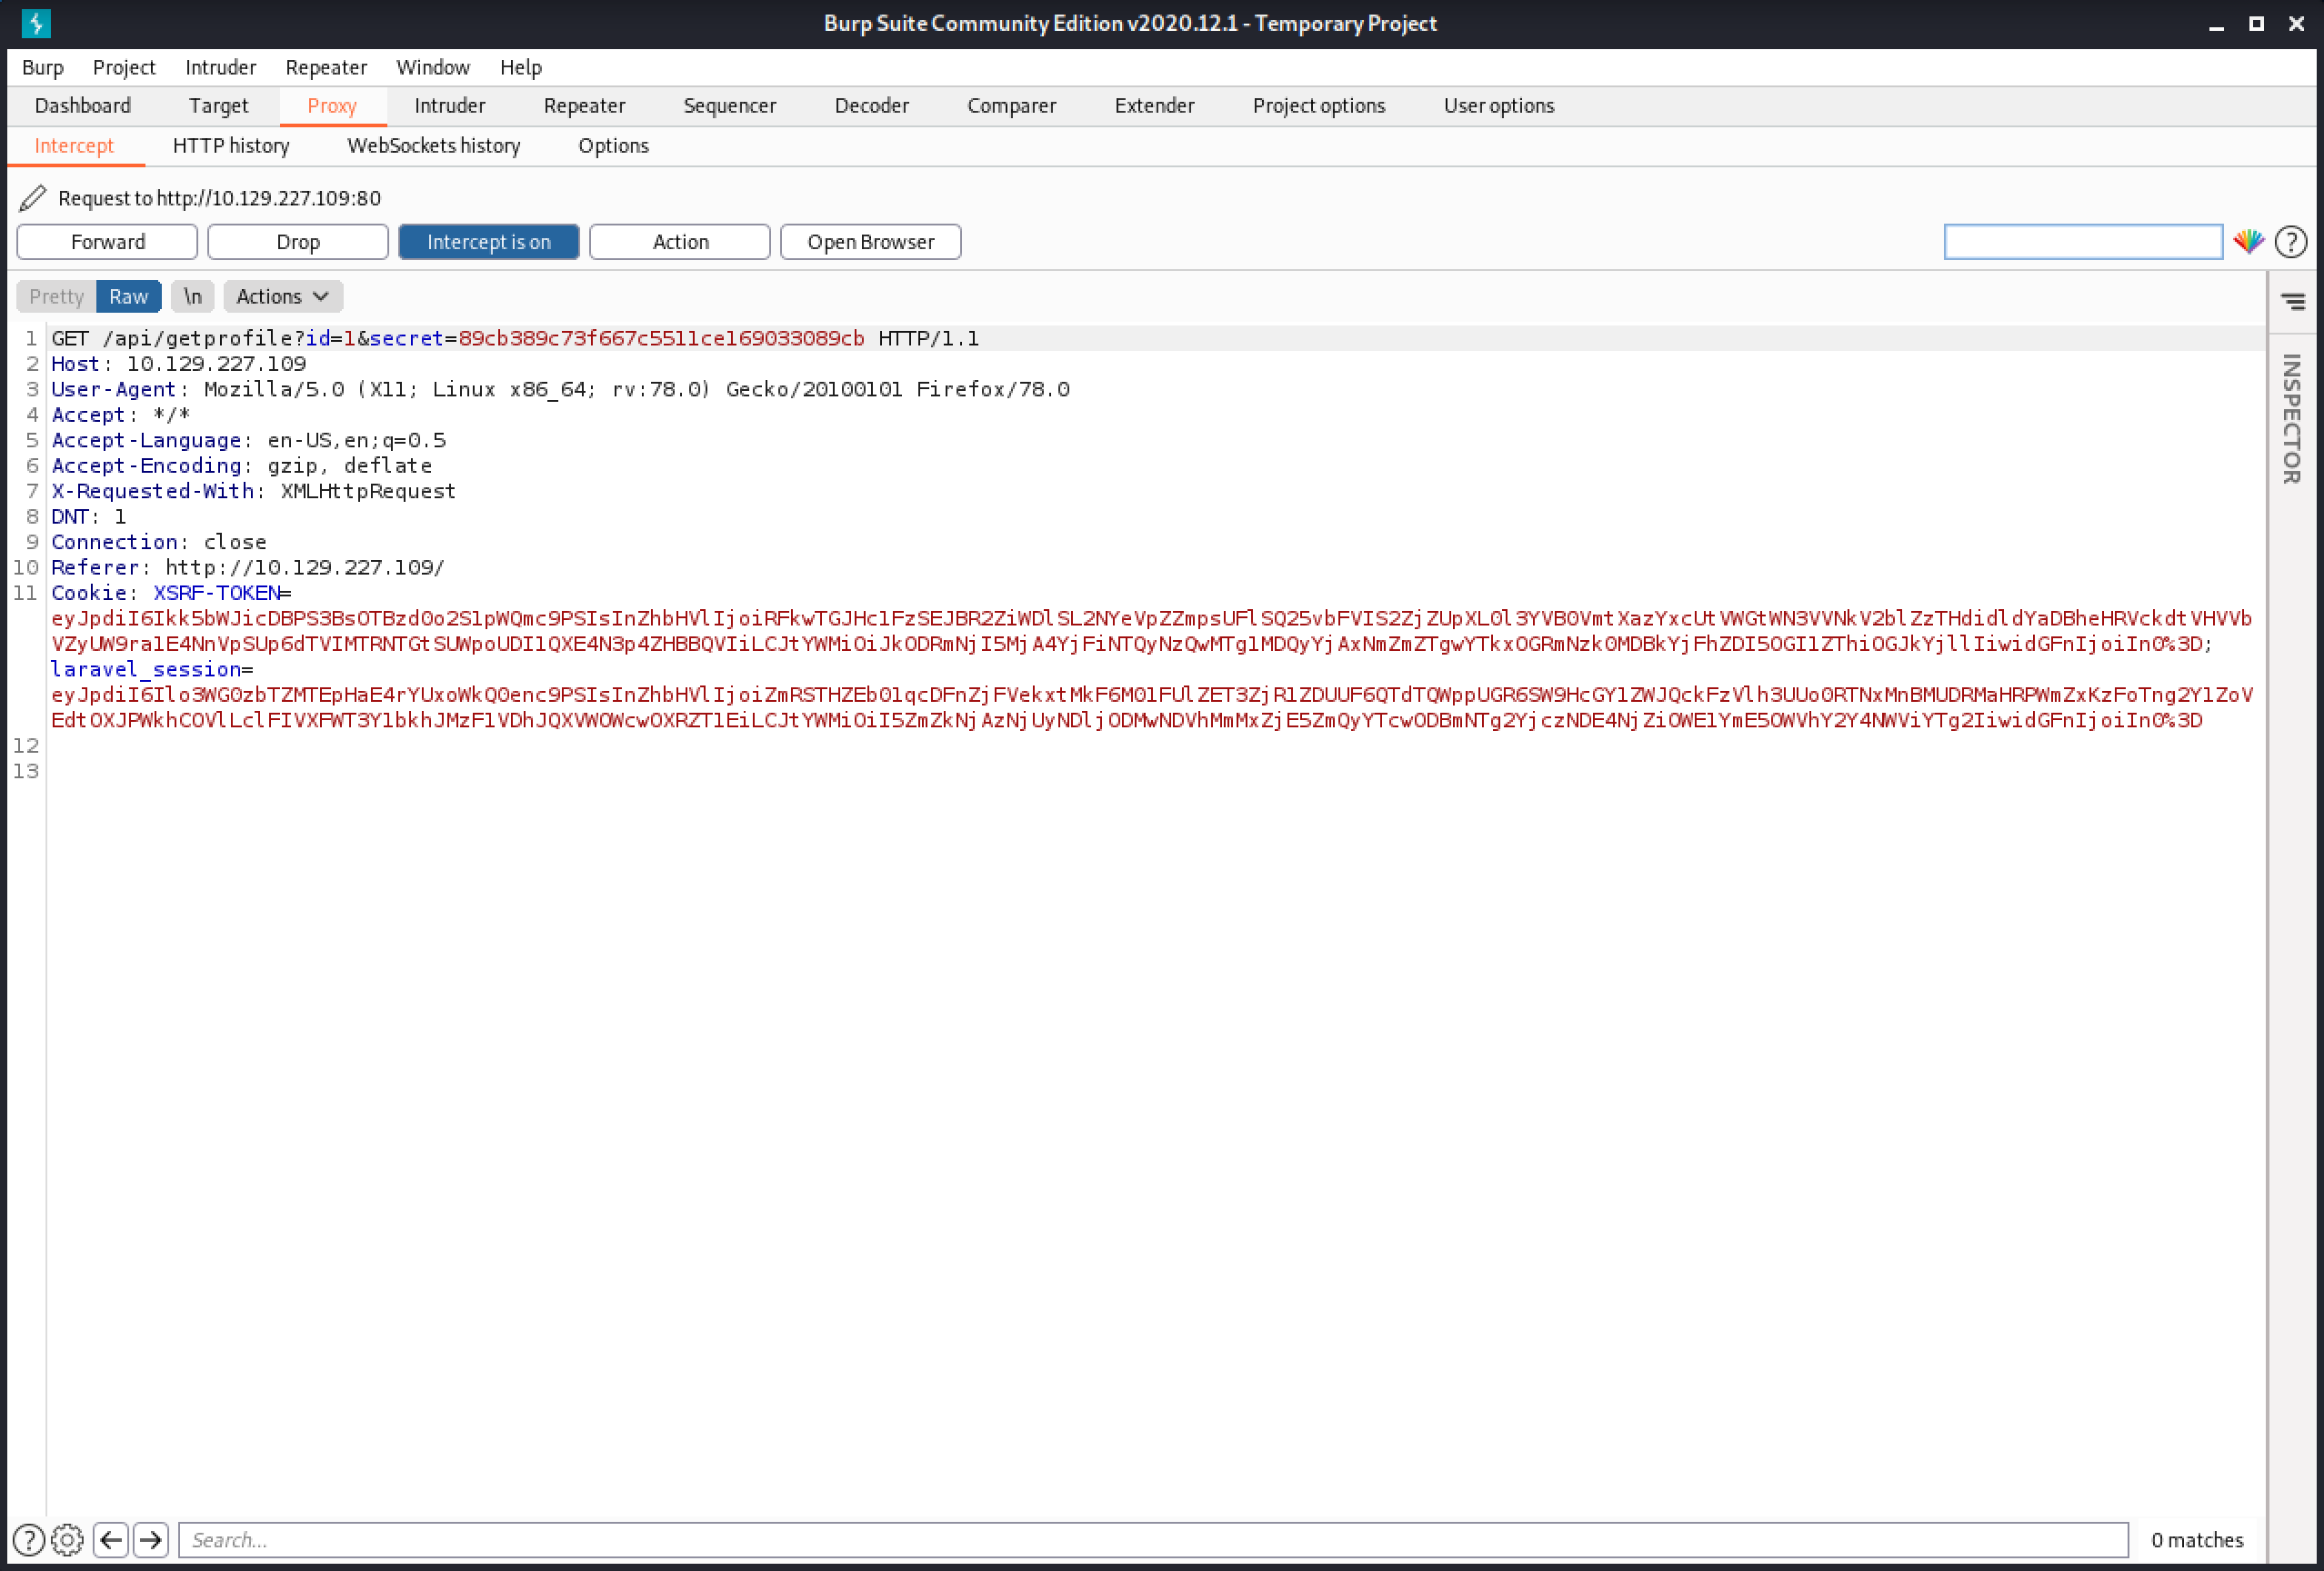 Burp Suite Community Edition v2020.12.1 - Temporary Project
Burp Project Intruder Repeater Window Help
Dashboard Target Proxy Intruder Repeater Sequencer Decoder Comparer Extender Project options User options
Intercept HTTP history WebSockets history Options
Request to http://10.129.227.109:80
Forward Drop Intercept is on Action Open Browser ?
Pretty Raw \n Actions
INSPECTOR
1 GET /api/getprofile?id=1&secret=89cb389c73f667c5511ce169033089cb HTTP/1.1
2 Host: 10.129.227.109
3 User-Agent: Mozilla/5.0 (X11; Linux x86_64; rv:78.0) Gecko/20100101 Firefox/78.0
4 Accept: */*
5 Accept-Language: en-US,en;q=0.5
6 Accept-Encoding: gzip, deflate
7 X-Requested-With: XMLHttpRequest
8 DNT: 1
9 Connection: close
10 Referer: http://10.129.227.109/
11 Cookie: XSRF-TOKEN=
laravel_session=
12
13
? Search... 0 matches